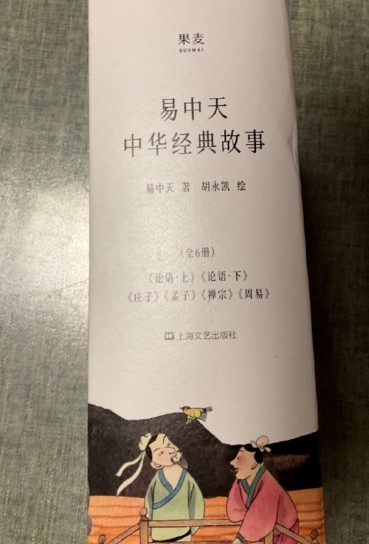 果麦
GUOMAI
易中天
中华经典故事
易中天 著 胡永凯 绘
(全6册)
《论语·上》《论语·下》
《庄子》《孟子》《禅宗》《周易》
上海文艺出版社